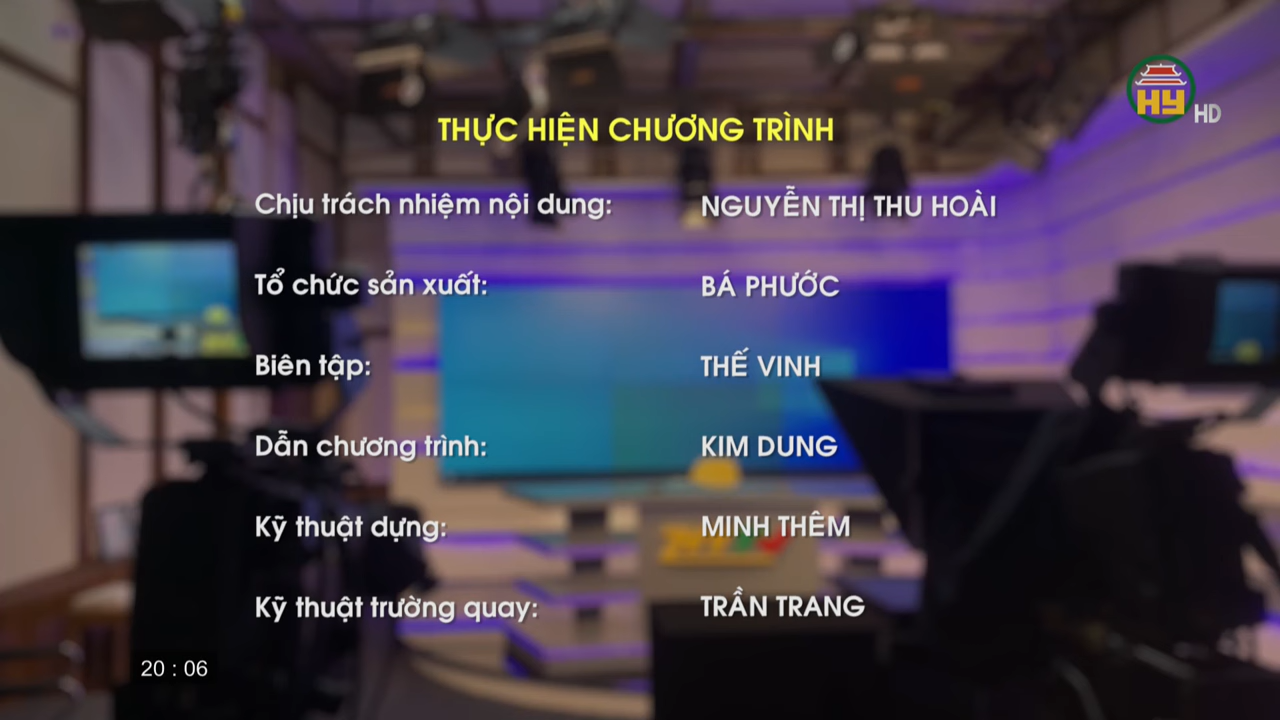 HY HD
THỰC HIỆN CHƯƠNG TRÌNH
Chịu trách nhiệm nội dung: NGUYỄN THỊ THU HOÀI
Tổ chức sản xuất: BÁ PHƯỚC
Biên tập: THẾ VINH
Dẫn chương trình: KIM DUNG
Kỹ thuật dựng: MINH THÊM
Kỹ thuật trường quay: TRẦN TRANG
20 : 06